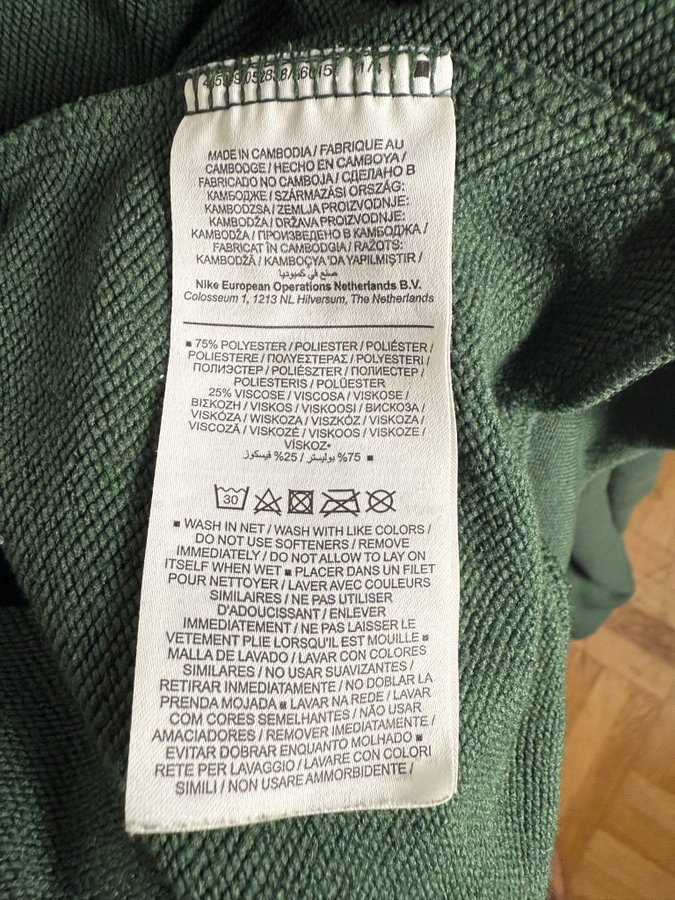 MADE IN CAMBODIA / FABRIQUE AU
CAMBODGE / HECHO EN CAMBOYA /
FABRICADO NO CAMBOJA / СДЕЛАНО В
КАМБОДЖЕ / SZÁRMAZÁSI ORSZÁG:
KAMBODZSA / ZEMLJA PROIZVODNJE:
KAMBODŽA / DRŽAVA PROIZVODNJE:
KAMBODŽA / ПРОИЗВЕДЕНО В КАМБОДЖА /
FABRICAT ÎN CAMBODGIA / RAŽOTS:
KAMBODŽĀ / KAMBOÇYA'DA YAPILMIŞTIR /
صنع في كمبوديا
Nike European Operations Netherlands B.V.
Colosseum 1, 1213 NL Hilversum, The Netherlands
■ 75% POLYESTER / POLIESTER / POLIÉSTER /
POLIESTERE / ΠΟΛΥΕΣΤΕΡΑΣ / POLYESTERI /
ПОЛИЭСТЕР / POLIÉSZTER / ПОЛИЕСТЕР /
POLIESTERIS / POLÜESTER
25% VISCOSE / VISCOSA / VISKOSE /
ΒΙΣΚΟΖΗ / VISKOS / VISKOOSI / ВИСКОЗА /
VISKÓZA / WISKOZA / VISZKÓZ / VISKOZA /
VISCOZĂ / VISKOZĖ / VISKOOS / VISKOZE /
VİSKOZ•
■ %75 بوليستر / %25 فيسكوز
30
■ WASH IN NET / WASH WITH LIKE COLORS /
DO NOT USE SOFTENERS / REMOVE
IMMEDIATELY / DO NOT ALLOW TO LAY ON
ITSELF WHEN WET ■ PLACER DANS UN FILET
POUR NETTOYER / LAVER AVEC COULEURS
SIMILAIRES / NE PAS UTILISER
D'ADOUCISSANT / ENLEVER
IMMEDIATEMENT / NE PAS LAISSER LE
VETEMENT PLIE LORSQU'IL EST MOUILLE ■
MALLA DE LAVADO / LAVAR CON COLORES
SIMILARES / NO USAR SUAVIZANTES /
RETIRAR INMEDIATAMENTE / NO DOBLAR LA
PRENDA MOJADA ■ LAVAR NA REDE / LAVAR
COM CORES SEMELHANTES / NÃO USAR
AMACIADORES / REMOVER IMEDIATAMENTE /
EVITAR DOBRAR ENQUANTO MOLHADO ■
RETE PER LAVAGGIO / LAVARE CON COLORI
SIMILI / NON USARE AMMORBIDENTE /